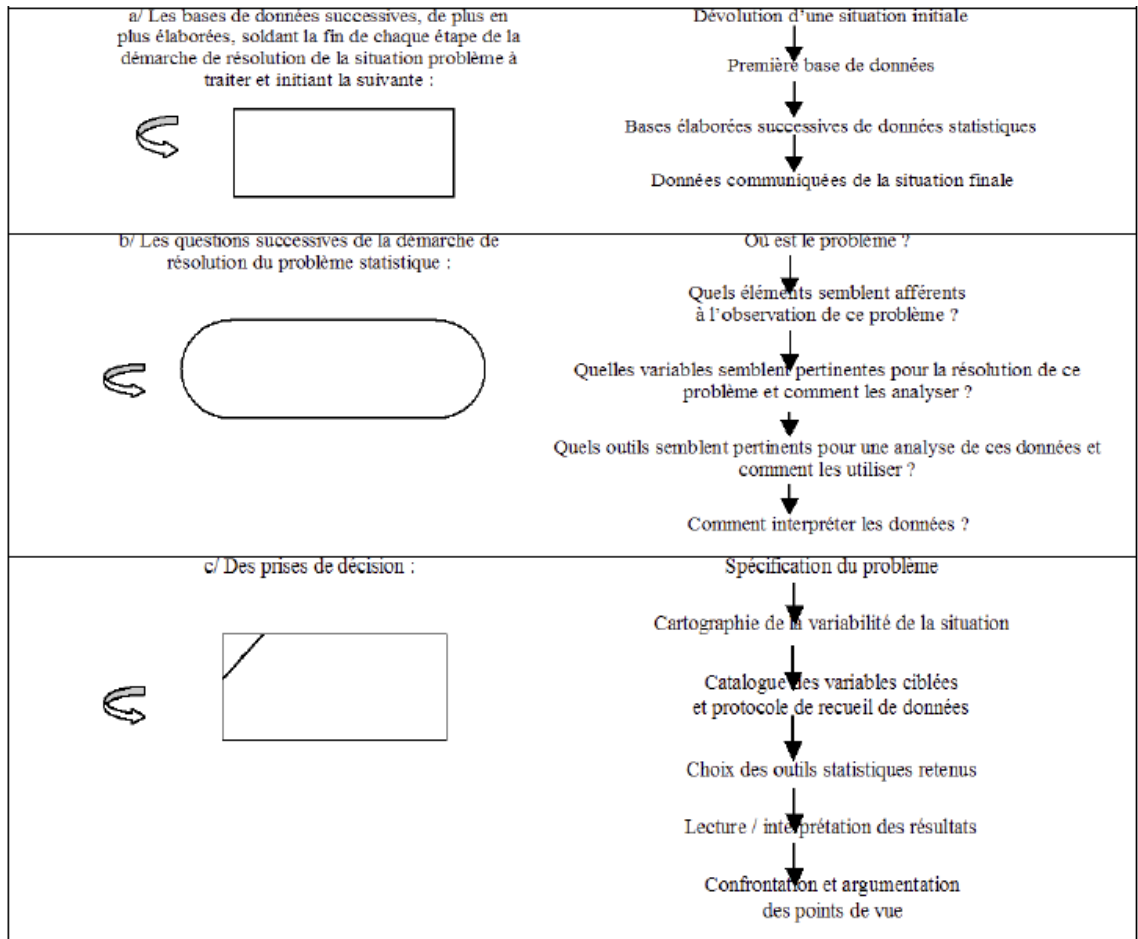 a/ Les bases de données successives, de plus en
plus élaborées, soldant la fin de chaque étape de la
démarche de résolution de la situation problème à
traiter et initiant la suivante :
Dévolution d'une situation initiale
Première base de données
Bases élaborées successives de données statistiques
Données communiquées de la situation finale
b/ Les questions successives de la démarche de
résolution du problème statistique :
Où est le problème ?
Quels éléments semblent afférents
à l'observation de ce problème ?
Quelles variables semblent pertinentes pour la résolution de ce
problème et comment les analyser ?
Quels outils semblent pertinents pour une analyse de ces données et
comment les utiliser ?
Comment interpréter les données ?
c/ Des prises de décision :
Spécification du problème
Cartographie de la variabilité de la situation
Catalogue des variables ciblées
et protocole de recueil de données
Choix des outils statistiques retenus
Lecture / interprétation des résultats
Confrontation et argumentation
des points de vue